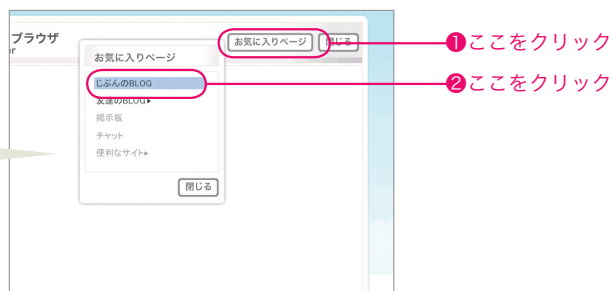 ブラウザ
er
お気に入りページ
閉じる
❶ここをクリック
お気に入りページ
じぶんのBLOG
❷ここをクリック
友達のBLOG▸
掲示板
チャット
便利なサイト▸
閉じる